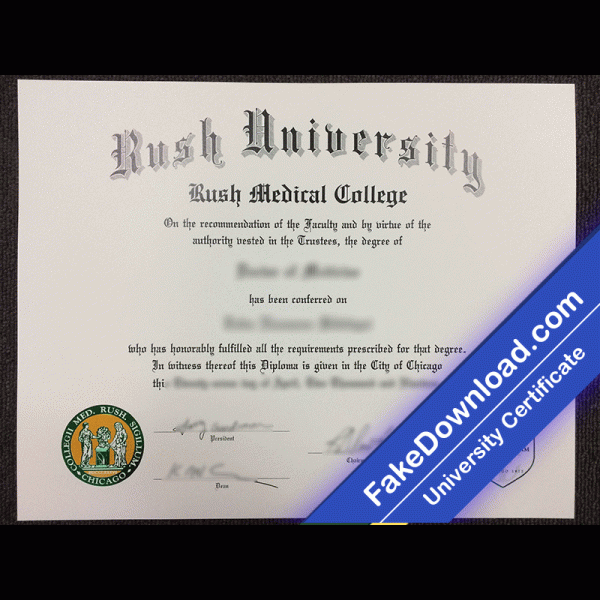 Rush University
Rush Medical College
On the recommendation of the Faculty and by virtue of the
authority vested in the Trustees, the degree of
has been conferred on
who has honorably fulfilled all the requirements prescribed for that degree.
In witness thereof this Diploma is given in the City of Chicago
COLLEGII MED. RUSH. SIGILLUM
CHICAGO
President
Dean
FakeDownload.com
University Certificate